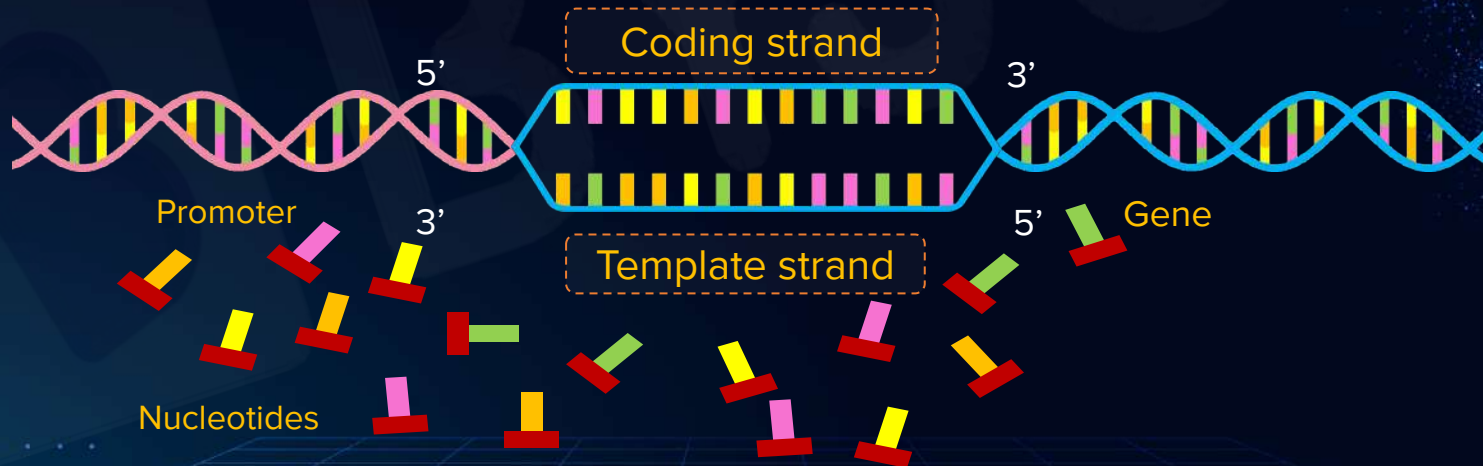 Coding strand
5’
3’
Promoter
3’
5’
Gene
Template strand
Nucleotides